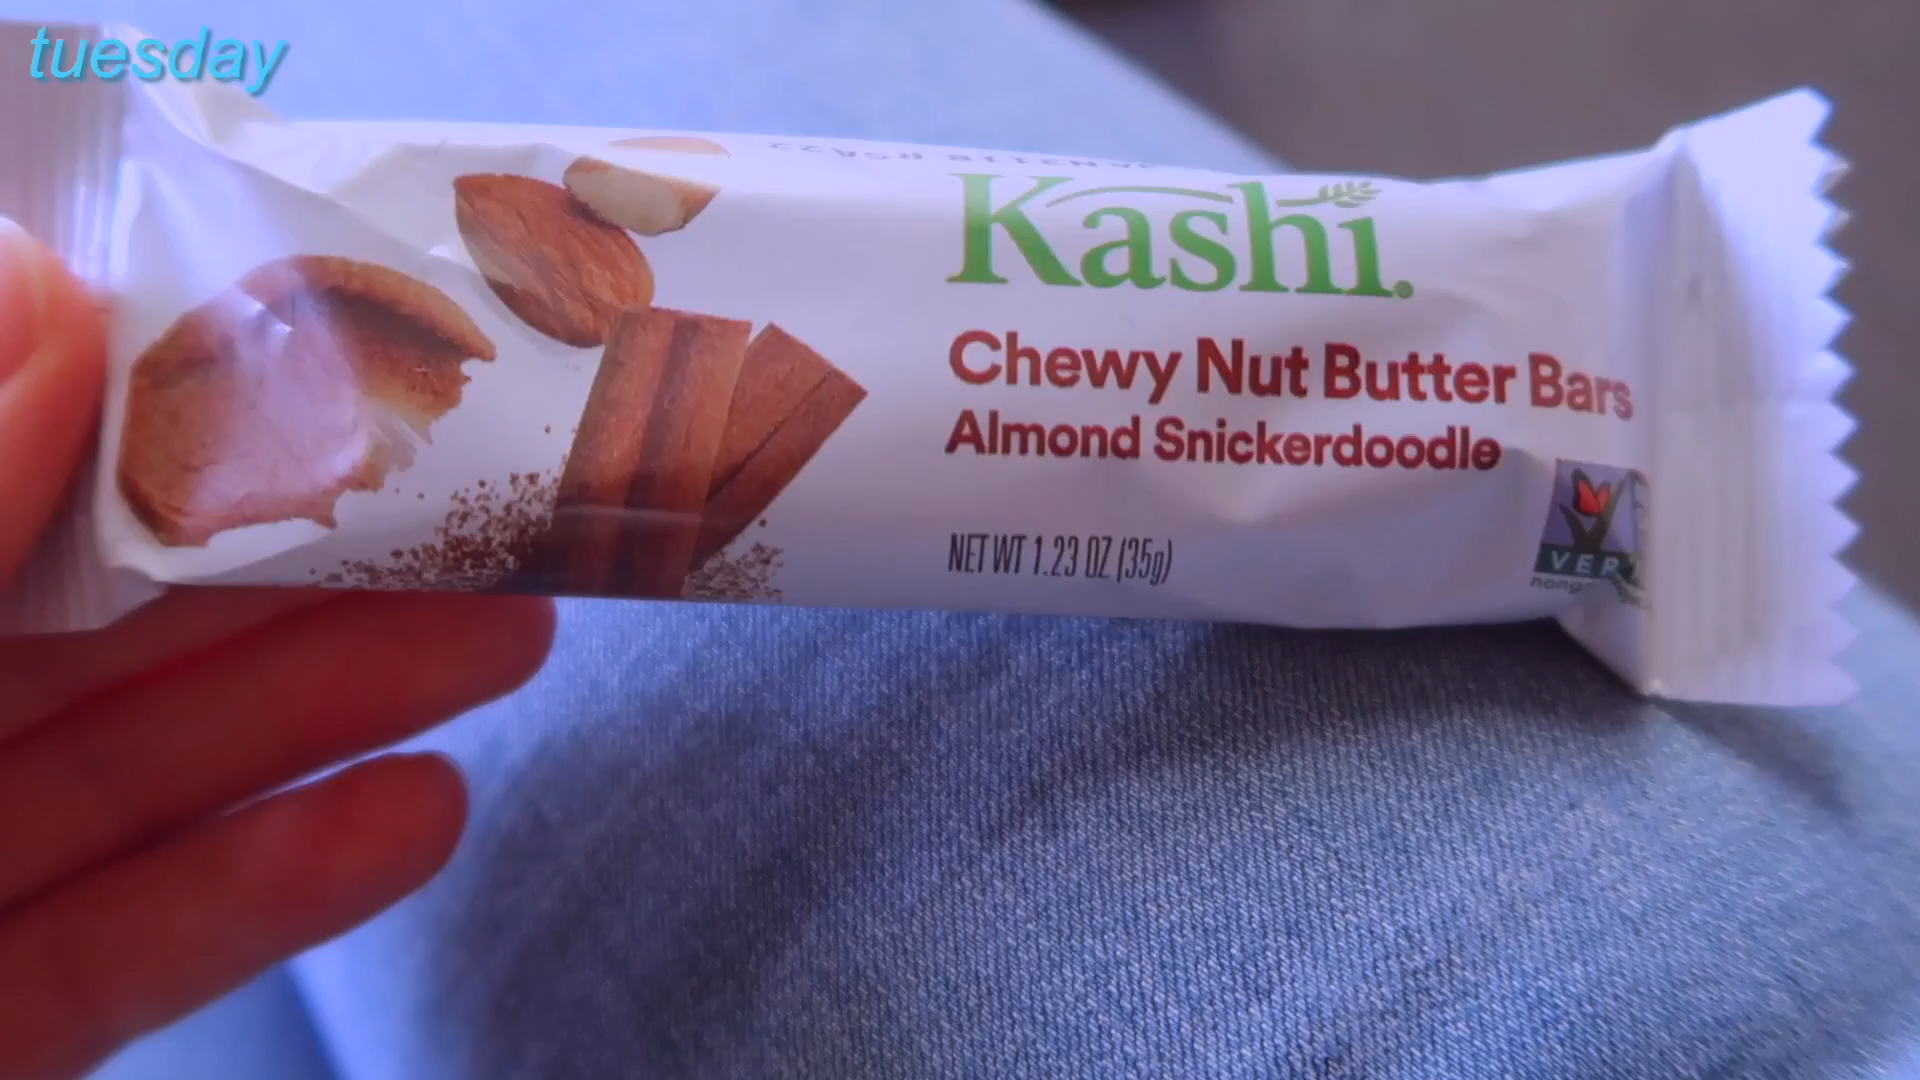 tuesday
Kashi
Chewy Nut Butter Bars
Almond Snickerdoodle
NET WT 1.23 OZ (35g)